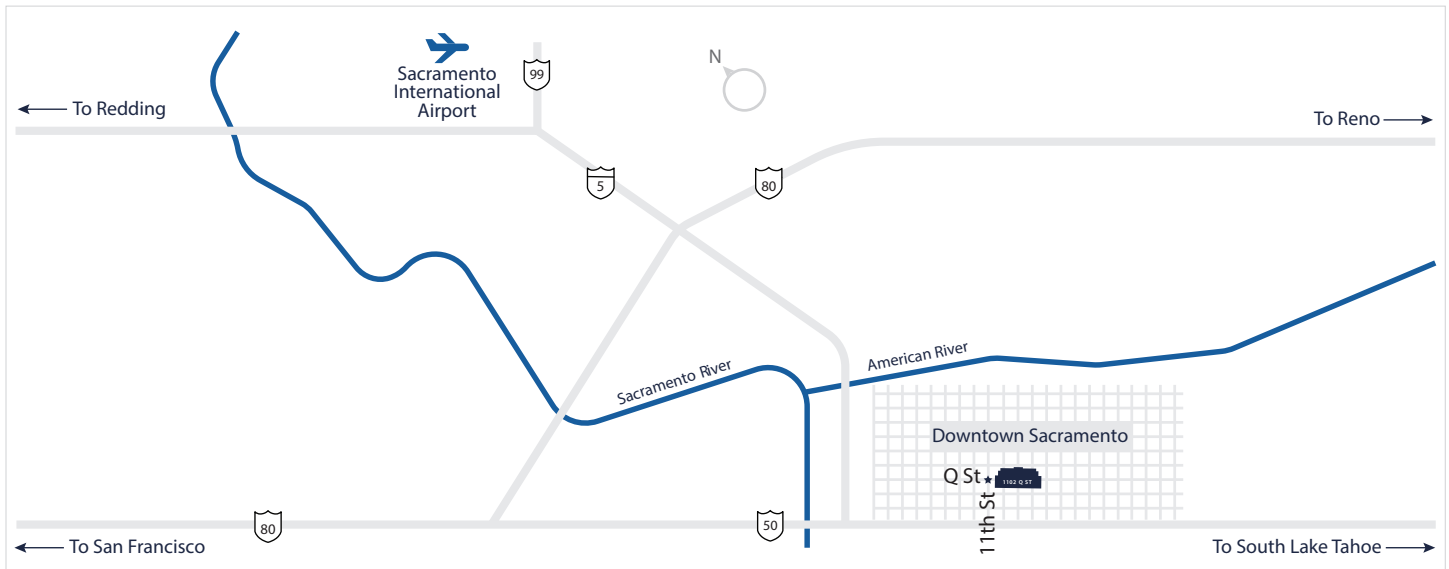 N
Sacramento
International
Airport
99
To Redding
To Reno
5
80
Sacramento River
American River
Downtown Sacramento
Q St
1102 Q ST
11th St
80
50
To San Francisco
To South Lake Tahoe